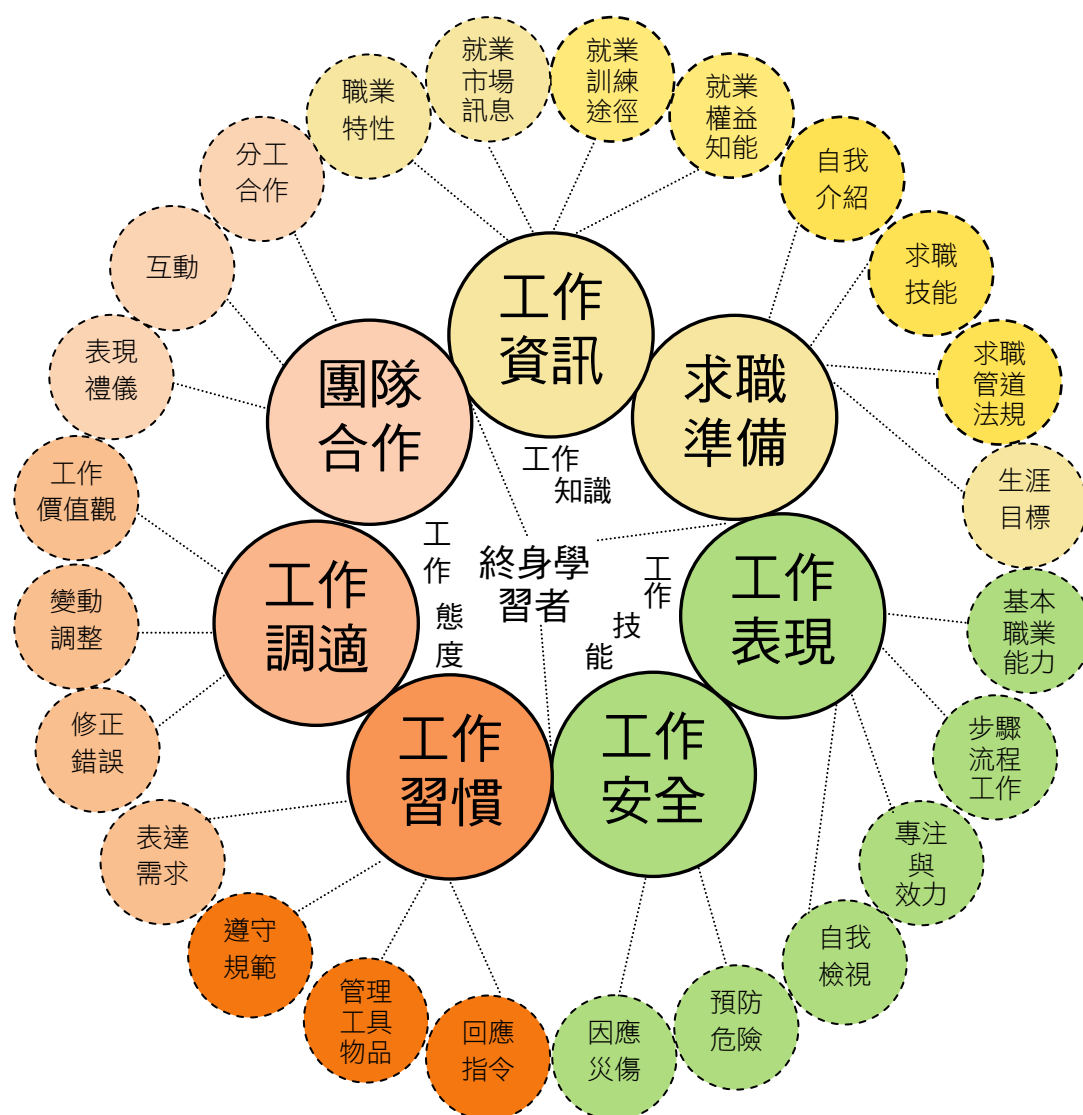 就業
市場
訊息
就業
訓練
途徑
就業
權益
知能
職業
特性
自我
介紹
分工
合作
求職
技能
互動
表現
禮儀
求職
管道
法規
工作
資訊
團隊
合作
求職
準備
工作
知識
工作
價值觀
生涯
目標
工作
態度
終身學
習者
工作
技
能
工作
調適
工作
表現
變動
調整
基本
職業
能力
修正
錯誤
步驟
流程
工作
工作
習慣
工作
安全
表達
需求
專注
與
效力
遵守
規範
自我
檢視
管理
工具
物品
回應
指令
因應
災傷
預防
危險